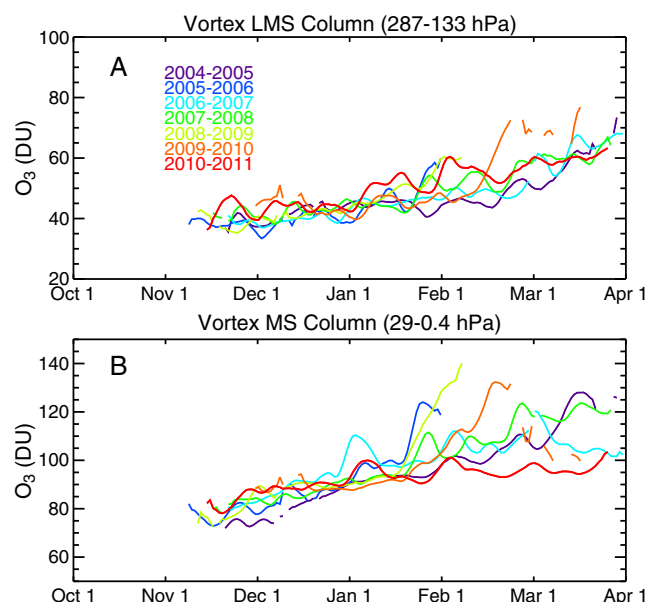 Vortex LMS Column (287-133 hPa)
100
80
60
40
20
O3 (DU)
A
2004-2005
2005-2006
2006-2007
2007-2008
2008-2009
2009-2010
2010-2011
Oct 1 Nov 1 Dec 1 Jan 1 Feb 1 Mar 1 Apr 1
Vortex MS Column (29-0.4 hPa)
140
120
100
80
60
O3 (DU)
B
Oct 1 Nov 1 Dec 1 Jan 1 Feb 1 Mar 1 Apr 1